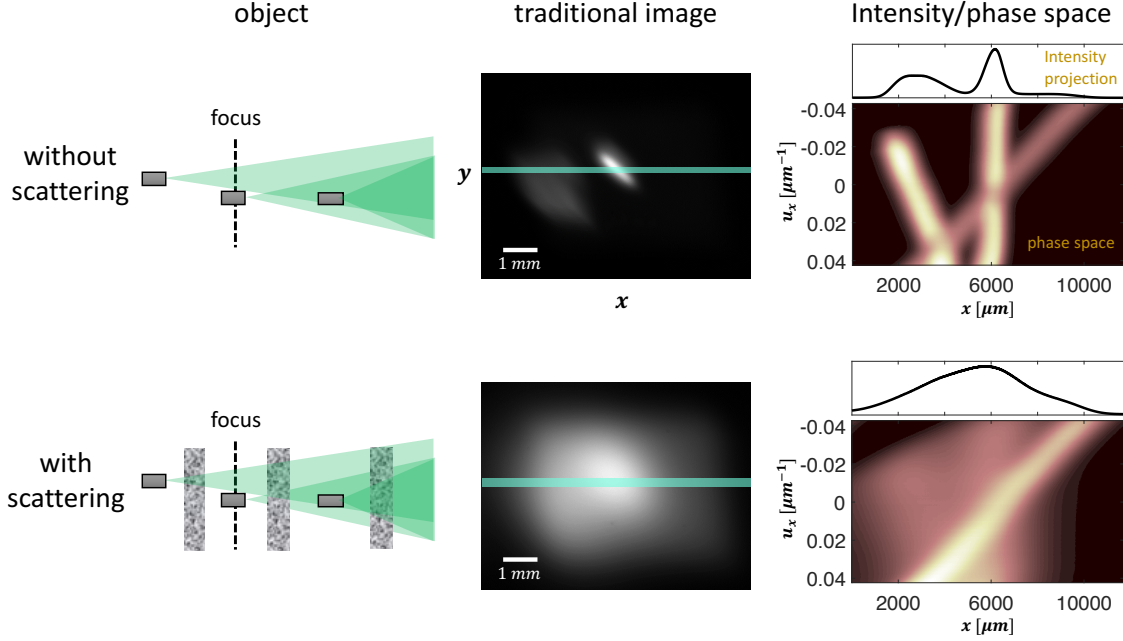 object
traditional image
Intensity/phase space
without
scattering
focus
y
1 mm
x
Intensity
projection
-0.04
-0.02
0
0.02
0.04
u_x [μm⁻¹]
phase space
2000
6000
10000
x [μm]
with
scattering
focus
1 mm
-0.04
-0.02
0
0.02
0.04
u_x [μm⁻¹]
2000
6000
10000
x [μm]